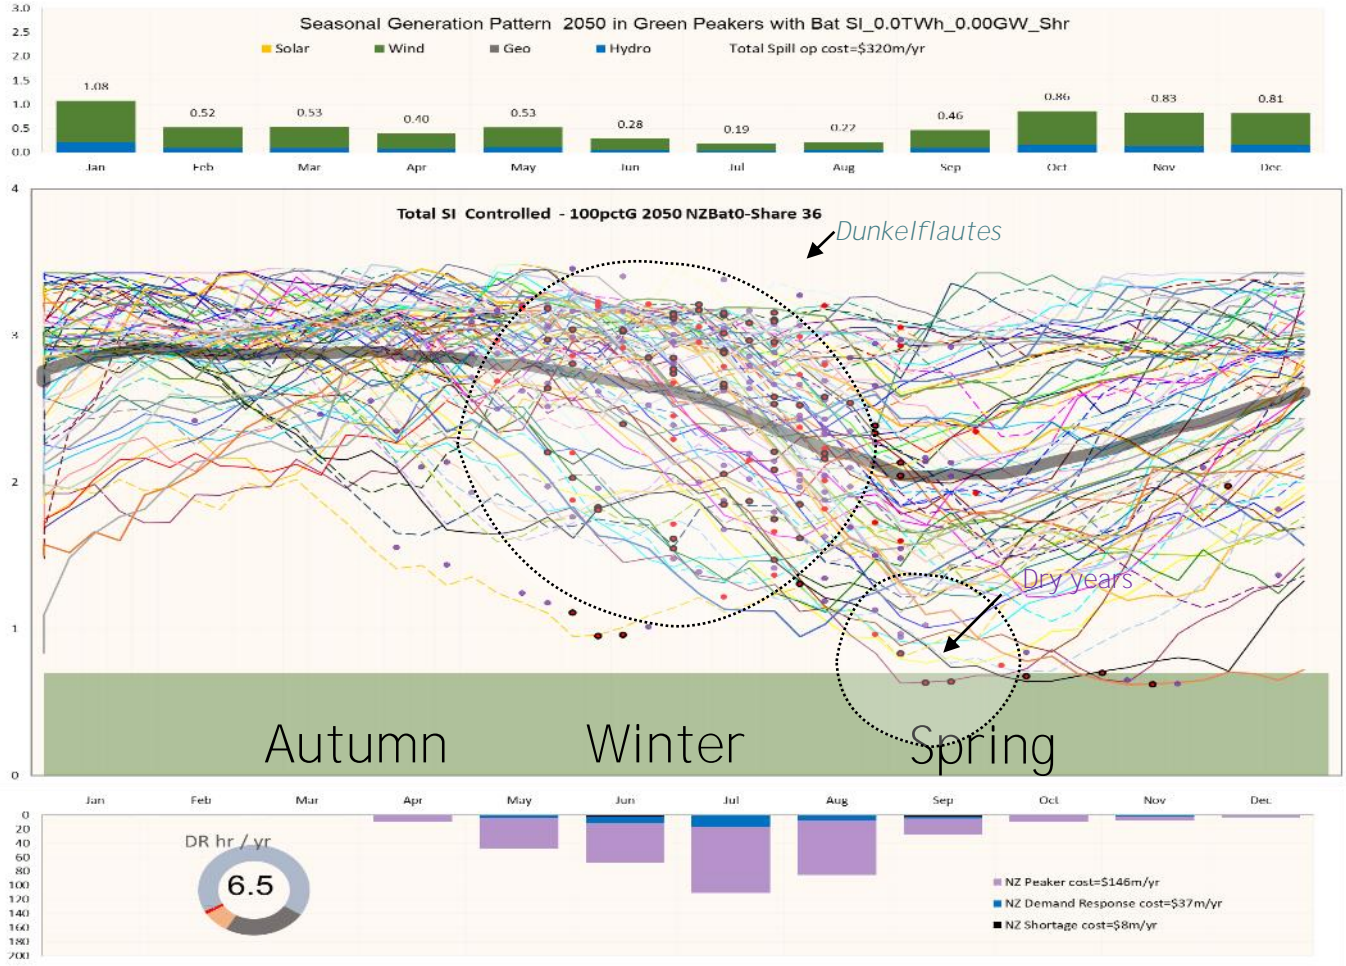 Seasonal Generation Pattern 2050 in Green Peakers with Bat SI_0.0TWh_0.00GW_Shr
Solar Wind Geo Hydro Total Spill op cost=$320m/yr
3.0
2.5
2.0
1.5
1.0
0.5
0.0
1.08 0.52 0.53 0.40 0.53 0.28 0.19 0.22 0.46 0.86 0.83 0.81
Jan Feb Mar Apr May Jun Jul Aug Sep Oct Nov Dec
Total SI Controlled - 100pctG 2050 NZBat0-Share 36
Dunkelflautes
4
3
2
1
0
Dry years
Autumn Winter Spring
Jan Feb Mar Apr May Jun Jul Aug Sep Oct Nov Dec
0
20
40
60
80
100
120
140
160
180
200
DR hr / yr
6.5
NZ Peaker cost=$146m/yr
NZ Demand Response cost=$37m/yr
NZ Shortage cost=$8m/yr